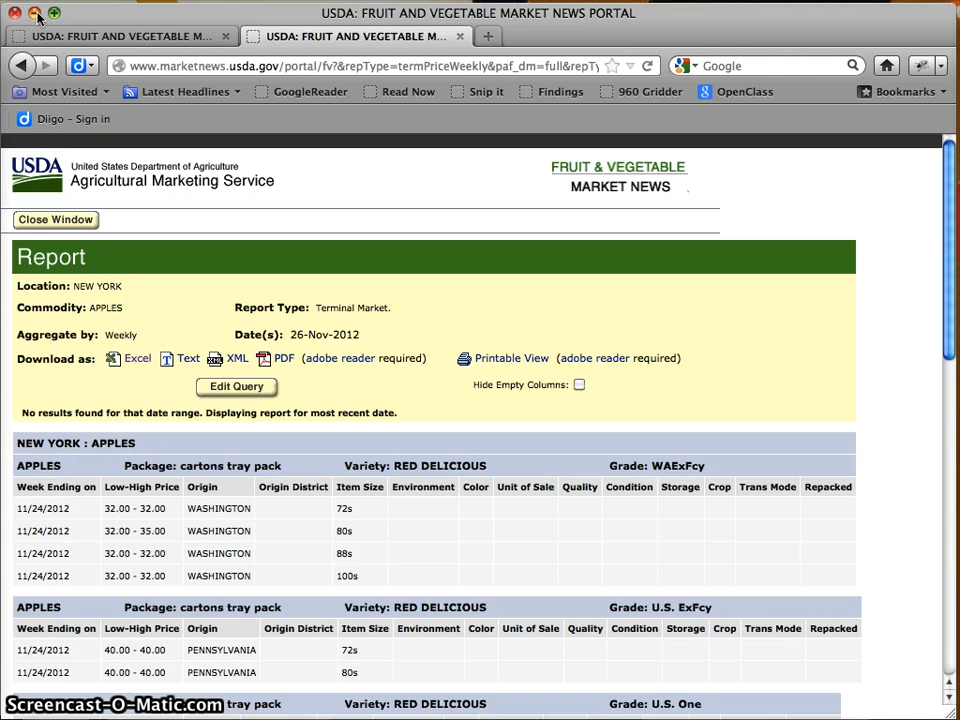 USDA: FRUIT AND VEGETABLE MARKET NEWS PORTAL
USDA: FRUIT AND VEGETABLE M... USDA: FRUIT AND VEGETABLE M...
www.marketnews.usda.gov/portal/fv?&repType=termPriceWeekly&paf_dm=full&repTy Google
Most Visited Latest Headlines GoogleReader Read Now Snip it Findings 960 Gridder OpenClass Bookmarks
Diigo - Sign in
USDA United States Department of Agriculture
Agricultural Marketing Service
FRUIT & VEGETABLE
MARKET NEWS
Close Window
Report
Location: NEW YORK
Commodity: APPLES Report Type: Terminal Market.
Aggregate by: Weekly Date(s): 26-Nov-2012
Download as: Excel Text XML PDF (adobe reader required) Printable View (adobe reader required)
Edit Query Hide Empty Columns:
No results found for that date range. Displaying report for most recent date.
NEW YORK : APPLES
APPLES Package: cartons tray pack Variety: RED DELICIOUS Grade: WAExFcy
Week Ending on Low-High Price Origin Origin District Item Size Environment Color Unit of Sale Quality Condition Storage Crop Trans Mode Repacked
11/24/2012 32.00 - 32.00 WASHINGTON 72s
11/24/2012 32.00 - 35.00 WASHINGTON 80s
11/24/2012 32.00 - 32.00 WASHINGTON 88s
11/24/2012 32.00 - 32.00 WASHINGTON 100s
APPLES Package: cartons tray pack Variety: RED DELICIOUS Grade: U.S. ExFcy
Week Ending on Low-High Price Origin Origin District Item Size Environment Color Unit of Sale Quality Condition Storage Crop Trans Mode Repacked
11/24/2012 40.00 - 40.00 PENNSYLVANIA 72s
11/24/2012 40.00 - 40.00 PENNSYLVANIA 80s
tray pack Variety: RED DELICIOUS Grade: U.S. One
Screencast-O-Matic.com